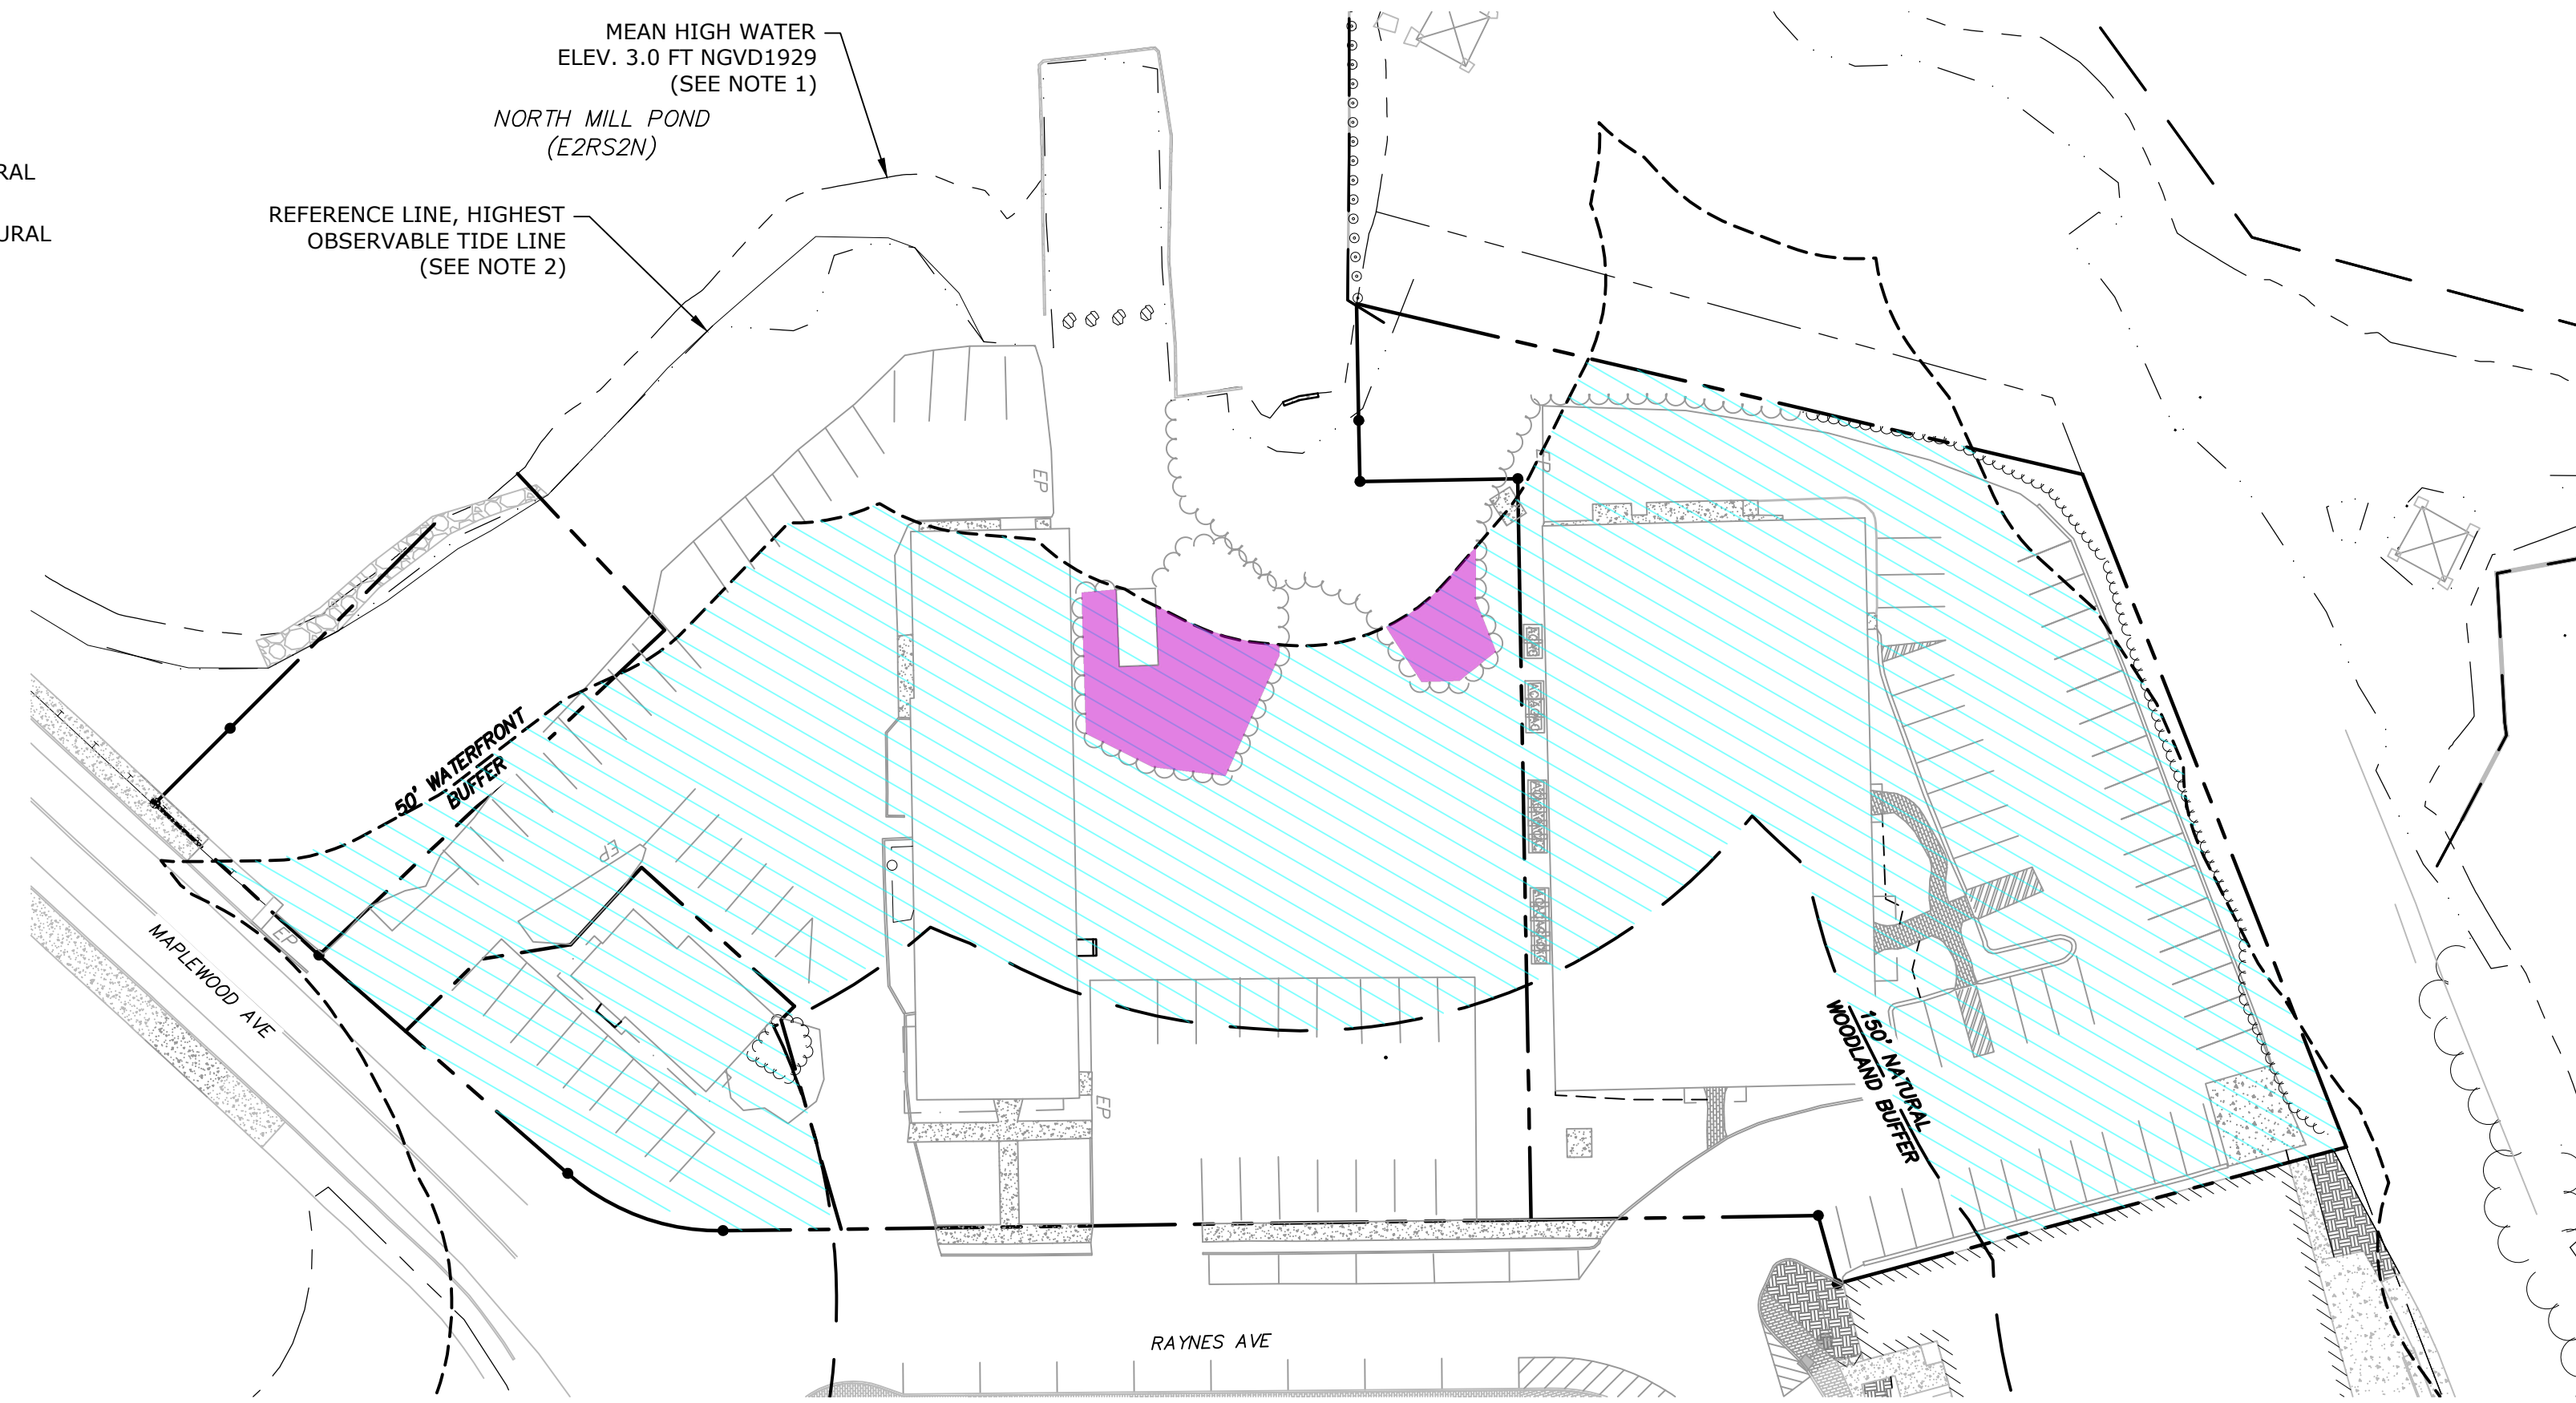 MEAN HIGH WATER
ELEV. 3.0 FT NGVD1929
(SEE NOTE 1)
NORTH MILL POND
(E2RS2N)
RAL
REFERENCE LINE, HIGHEST
OBSERVABLE TIDE LINE
(SEE NOTE 2)
URAL
EP
EP
50' WATERFRONT
BUFFER
EP
EP
MAPLEWOOD AVE
150' NATURAL
WOODLAND BUFFER
EP
RAYNES AVE